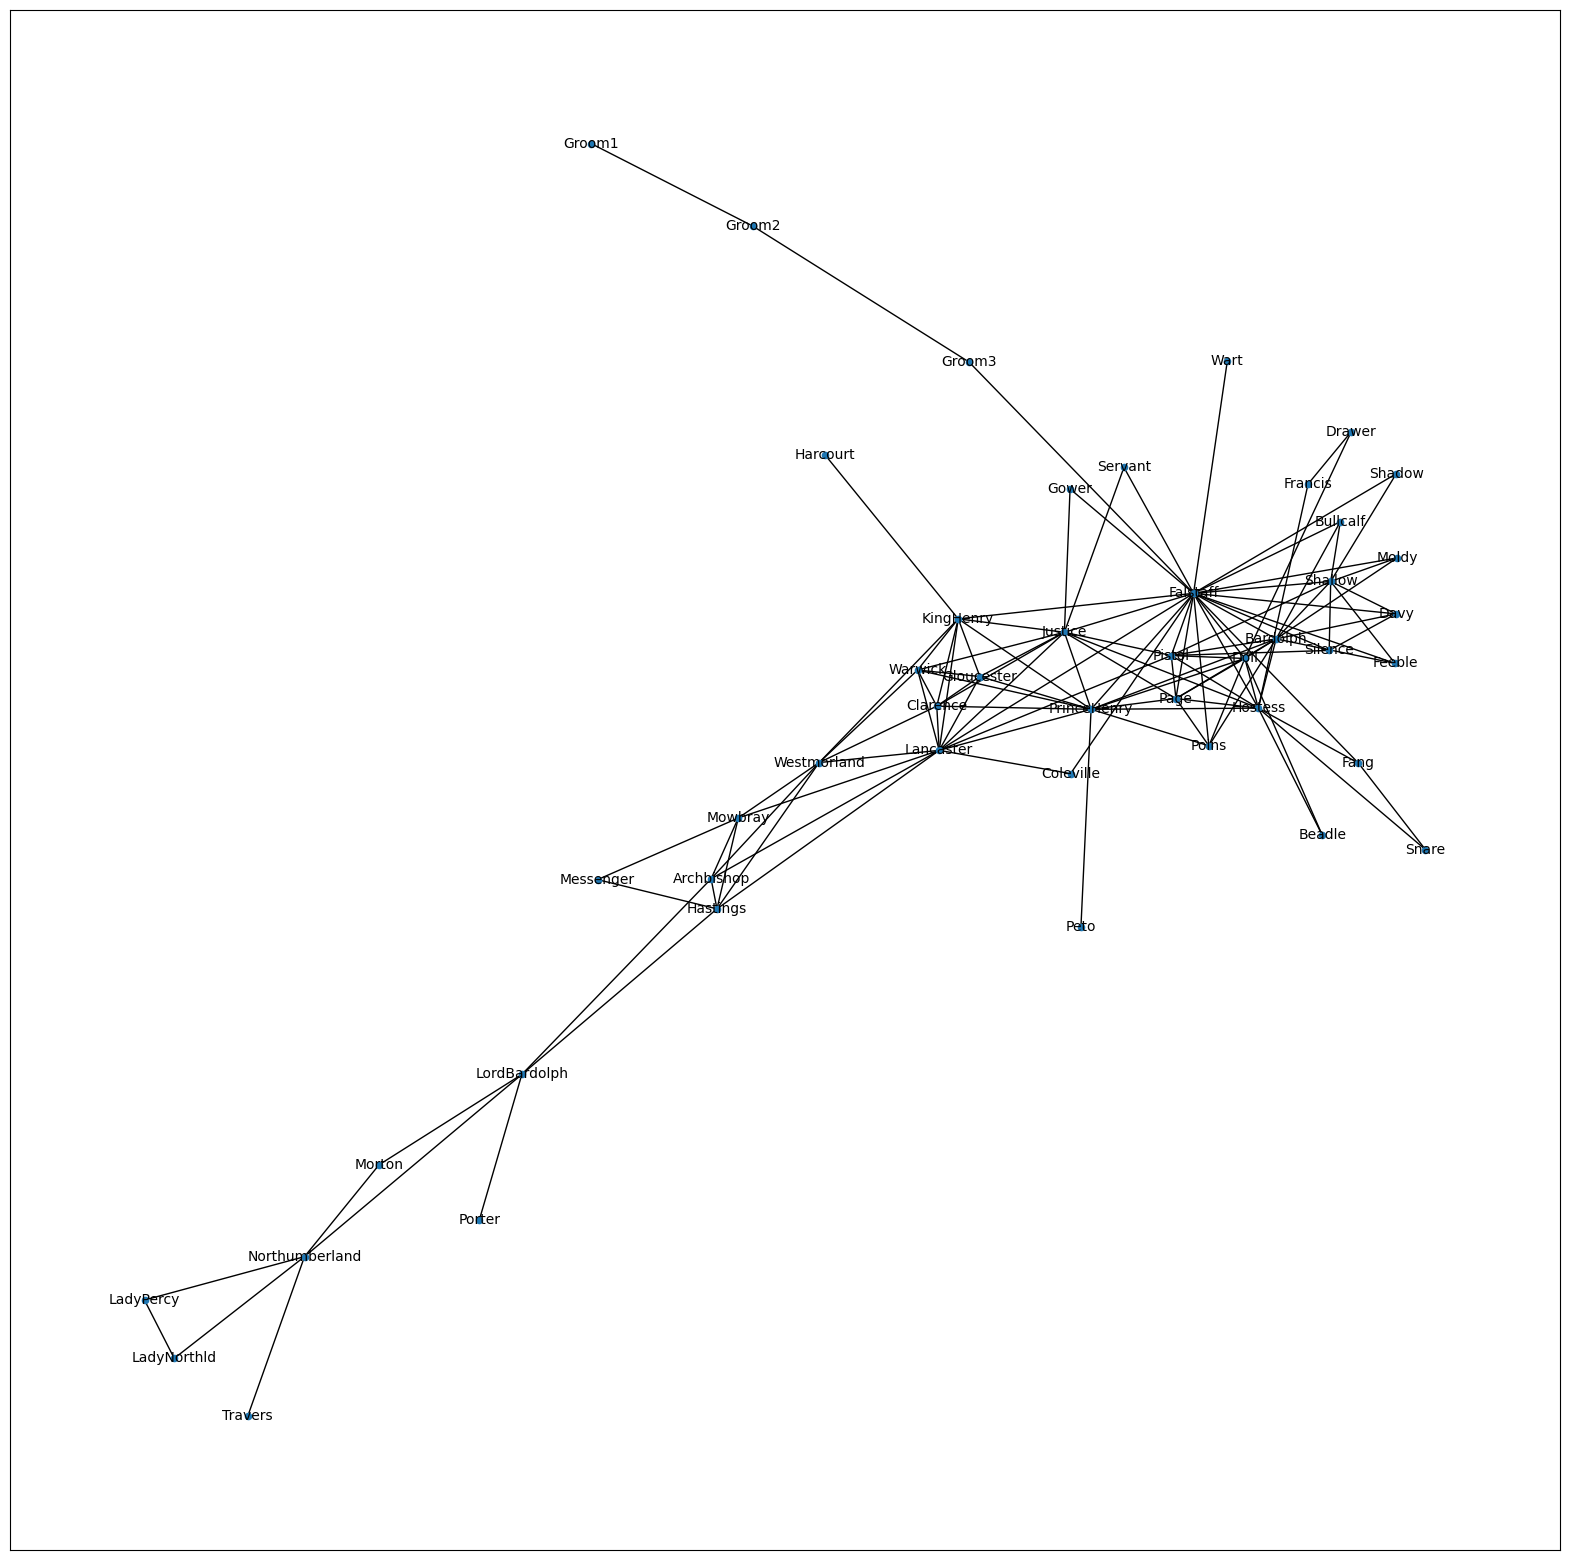 Groom1
Groom2
Groom3
Wart
Drawer
Harcourt
Servant
Shadow
Francis
Gower
Bullcalf
Moldy
Shallow
Falstaff
Davy
KingHenry
Justice
Bardolph
Silence
Pistol
Doll
Feeble
Warwick
Gloucester
Page
Clarence
PrinceHenry
Hostess
Poins
Lancaster
Westmorland
Fang
Coleville
Mowbray
Beadle
Snare
Messenger
Archbishop
Hastings
Peto
LordBardolph
Morton
Porter
Northumberland
LadyPercy
LadyNorthld
Travers